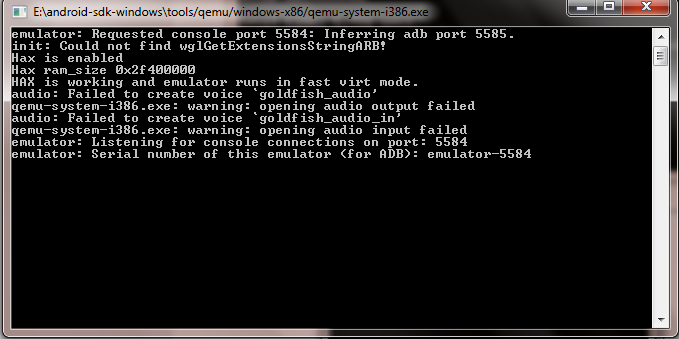 E:\android-sdk-windows\tools/qemu/windows-x86/qemu-system-i386.exe
emulator: Requested console port 5584: Inferring adb port 5585.
init: Could not find wglGetExtensionsStringARB!
Hax is enabled
Hax ram_size 0x2f400000
HAX is working and emulator runs in fast virt mode.
audio: Failed to create voice `goldfish_audio'
qemu-system-i386.exe: warning: opening audio output failed
audio: Failed to create voice `goldfish_audio_in'
qemu-system-i386.exe: warning: opening audio input failed
emulator: Listening for console connections on port: 5584
emulator: Serial number of this emulator (for ADB): emulator-5584